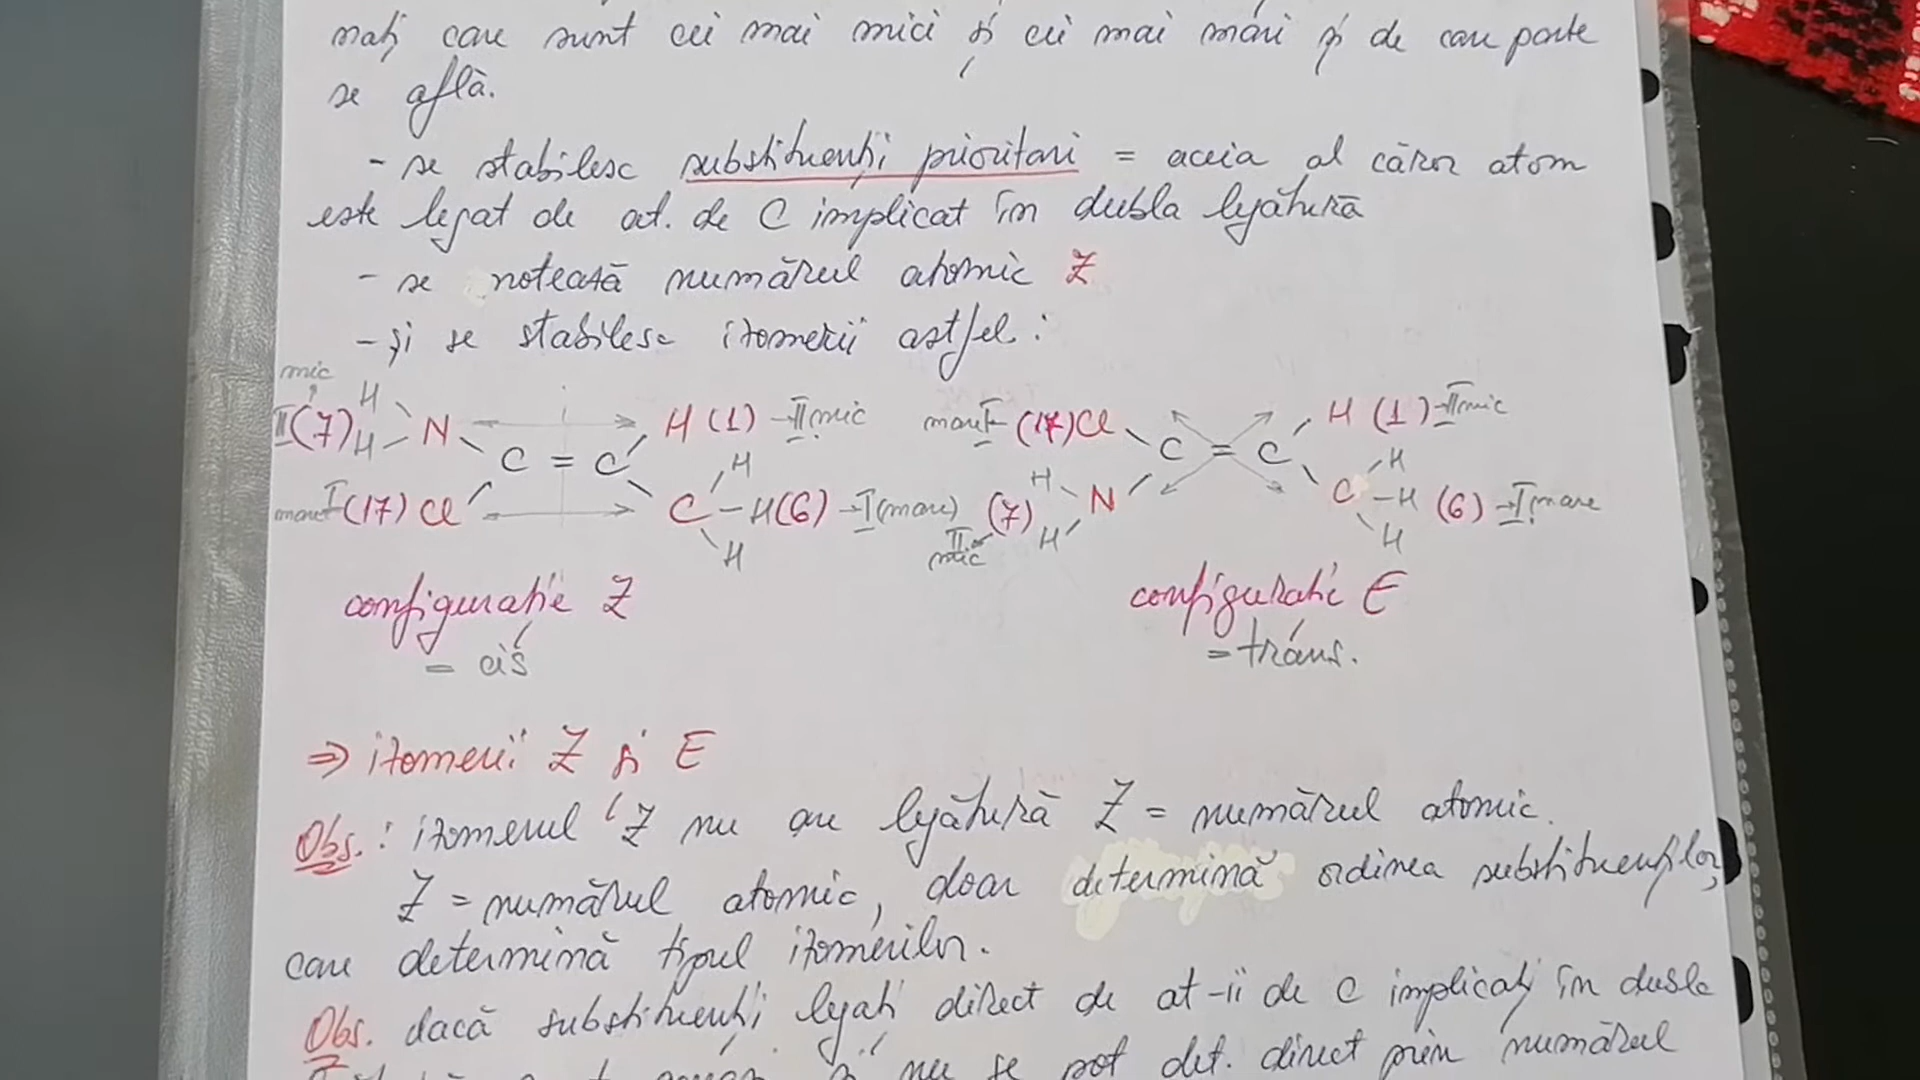 nați care sunt cei mai mici și cei mai mari și de care parte
se află.
- se stabilesc substituenți prioritari = aceia al căror atom
este legat de at. de C implicat în dubla legătură
- se notează numărul atomic Z
- și se stabilesc izomerii astfel:
mic
II (7) H H N C = C H (1) - II mic
mare I (17) Cl C H H (6) - I (mare) H
mare I (17) Cl C = C H (1) - II mic
(7) H H N C H H H (6) - I mare
II mic
configurație Z
= cis
configurație E
= trans.
⇒ izomerii Z și E
Obs.: izomerul Z nu are legătură Z = numărul atomic.
Z = numărul atomic, doar determină ordinea substituenților,
care determină tipul izomerilor.
Obs. dacă substituenți legați direct de at-ii de C implicați în dubla
nu se pot det. direct prin numărul